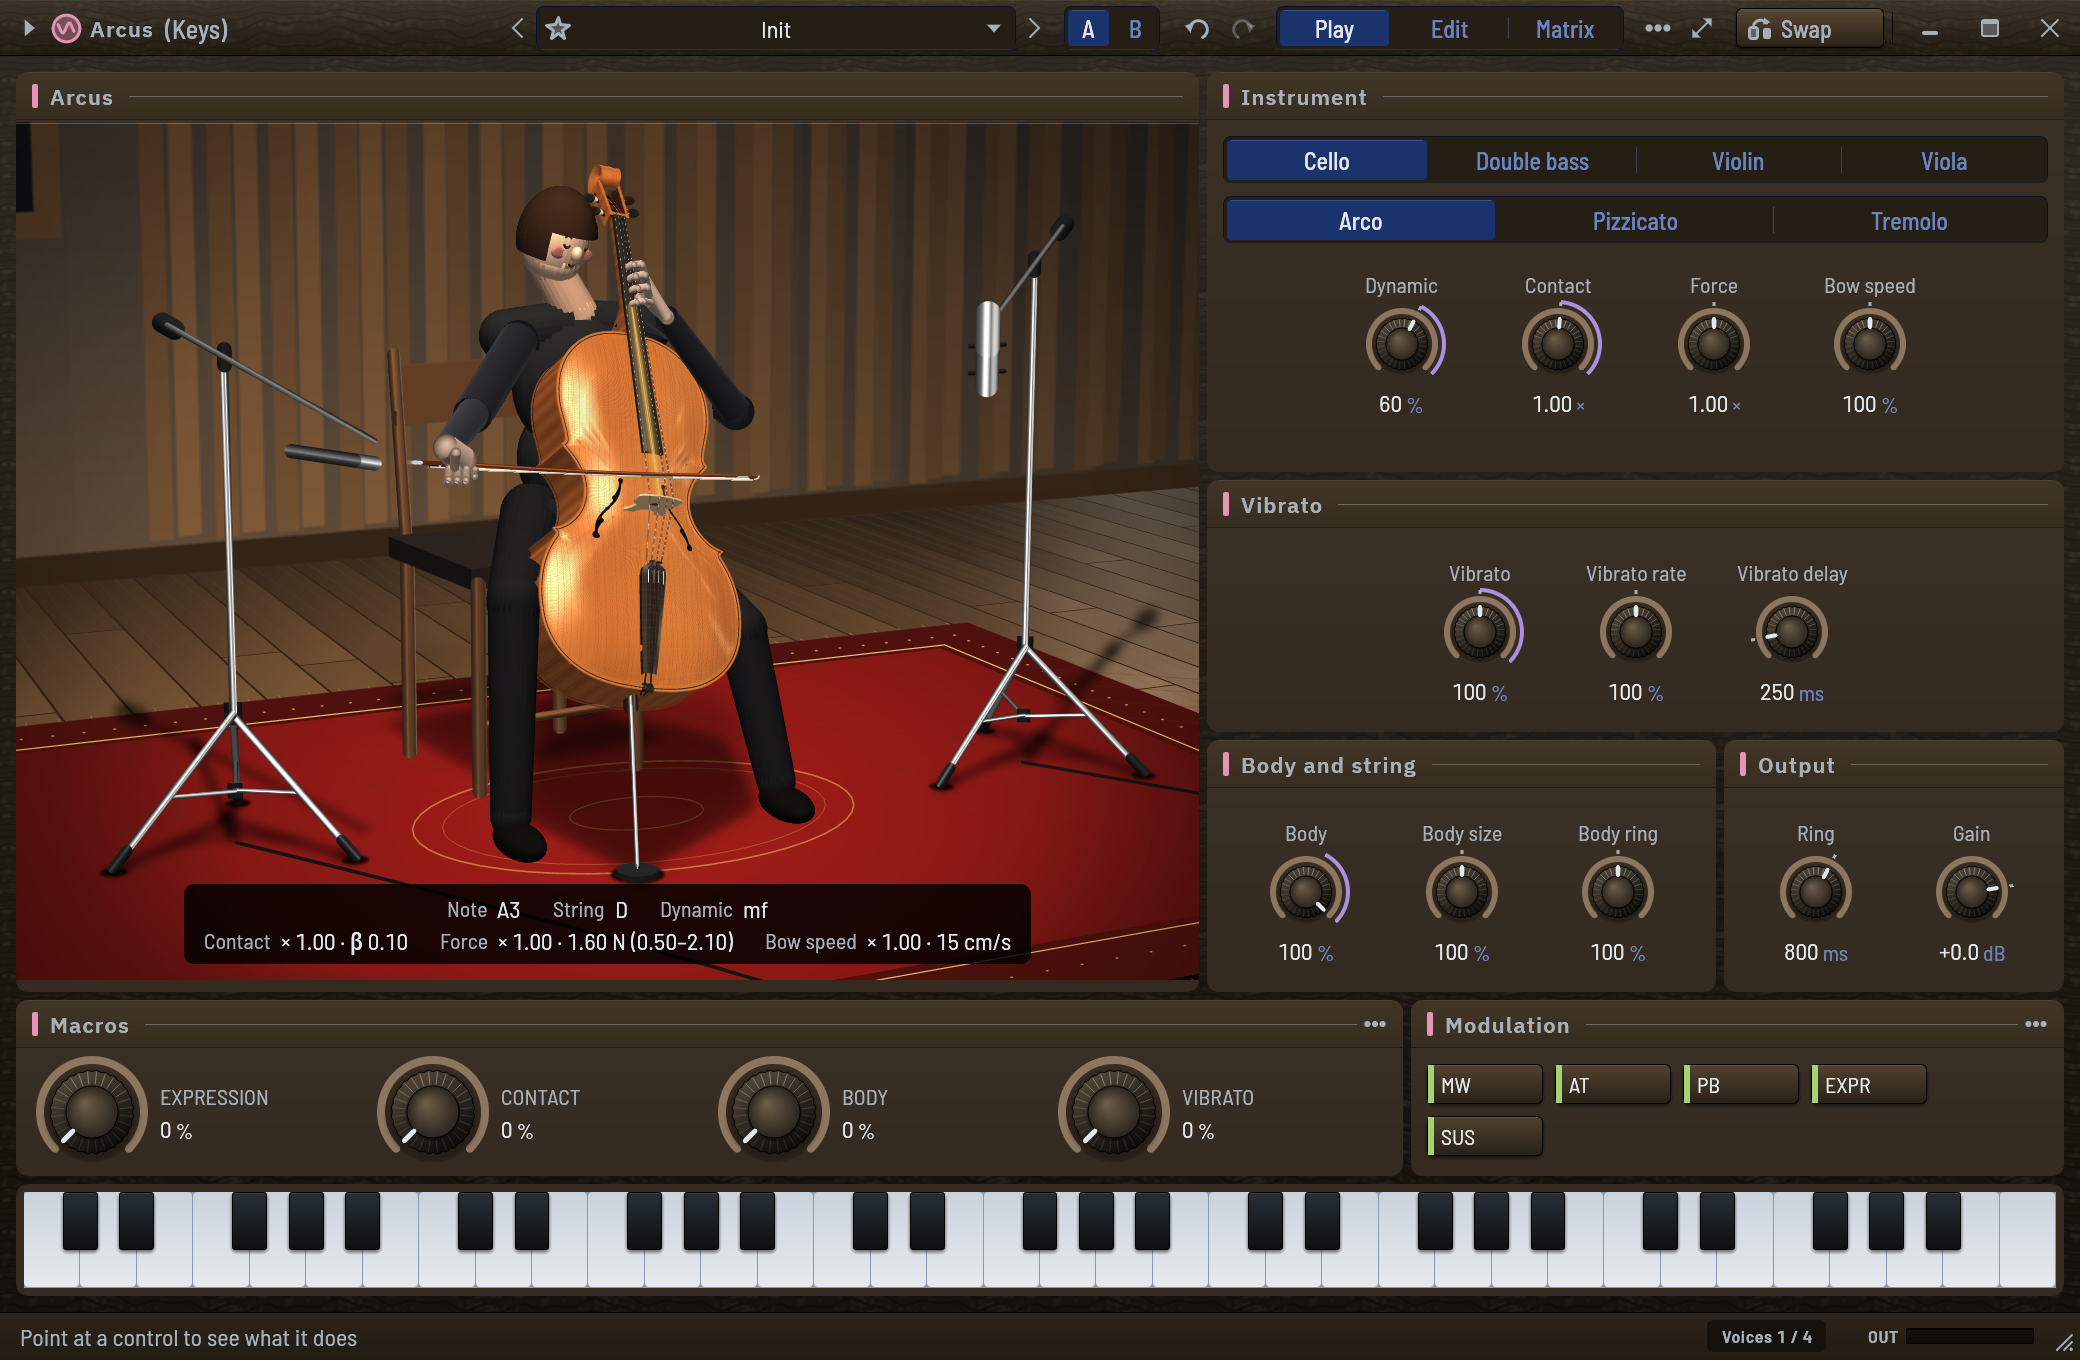 Arcus (Keys)
Init
A B
Play Edit Matrix
Swap
Arcus
Instrument
Cello Double bass Violin Viola
Arco Pizzicato Tremolo
Dynamic Contact Force Bow speed
60 % 1.00 × 1.00 × 100 %
Vibrato
Vibrato Vibrato rate Vibrato delay
100 % 100 % 250 ms
Body and string
Body Body size Body ring
100 % 100 % 100 %
Output
Ring Gain
800 ms +0.0 dB
Note A3 String D Dynamic mf
Contact × 1.00 · β 0.10 Force × 1.00 · 1.60 N (0.50–2.10) Bow speed × 1.00 · 15 cm/s
Macros
EXPRESSION
0 %
CONTACT
0 %
BODY
0 %
VIBRATO
0 %
Modulation
MW AT PB EXPR
SUS
Point at a control to see what it does
Voices 1 / 4
OUT